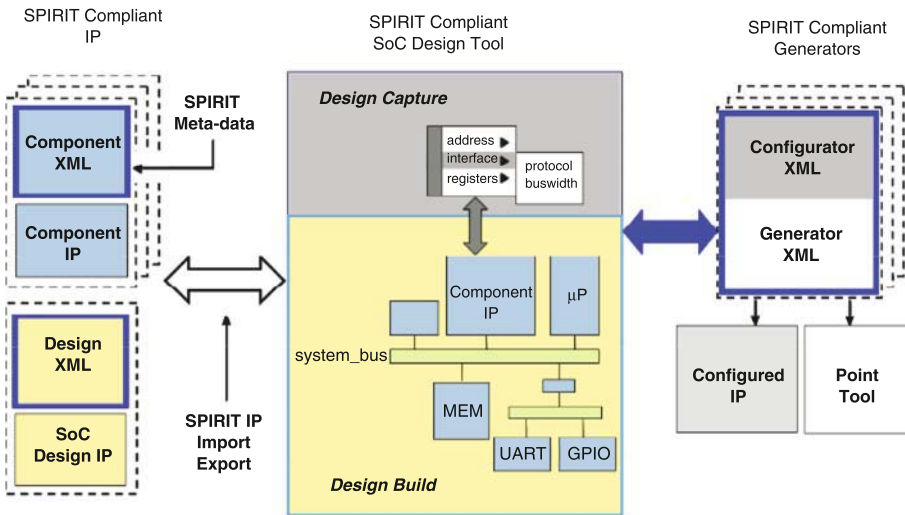 SPIRIT Compliant
IP
SPIRIT Compliant
SoC Design Tool
SPIRIT Compliant
Generators
Component
XML
Component
IP
SPIRIT
Meta-data
Design
XML
SoC
Design IP
SPIRIT IP
Import
Export
Design Capture
address
interface
registers
protocol
buswidth
Component
IP
µP
system_bus
MEM
UART
GPIO
Design Build
Configurator
XML
Generator
XML
Configured
IP
Point
Tool